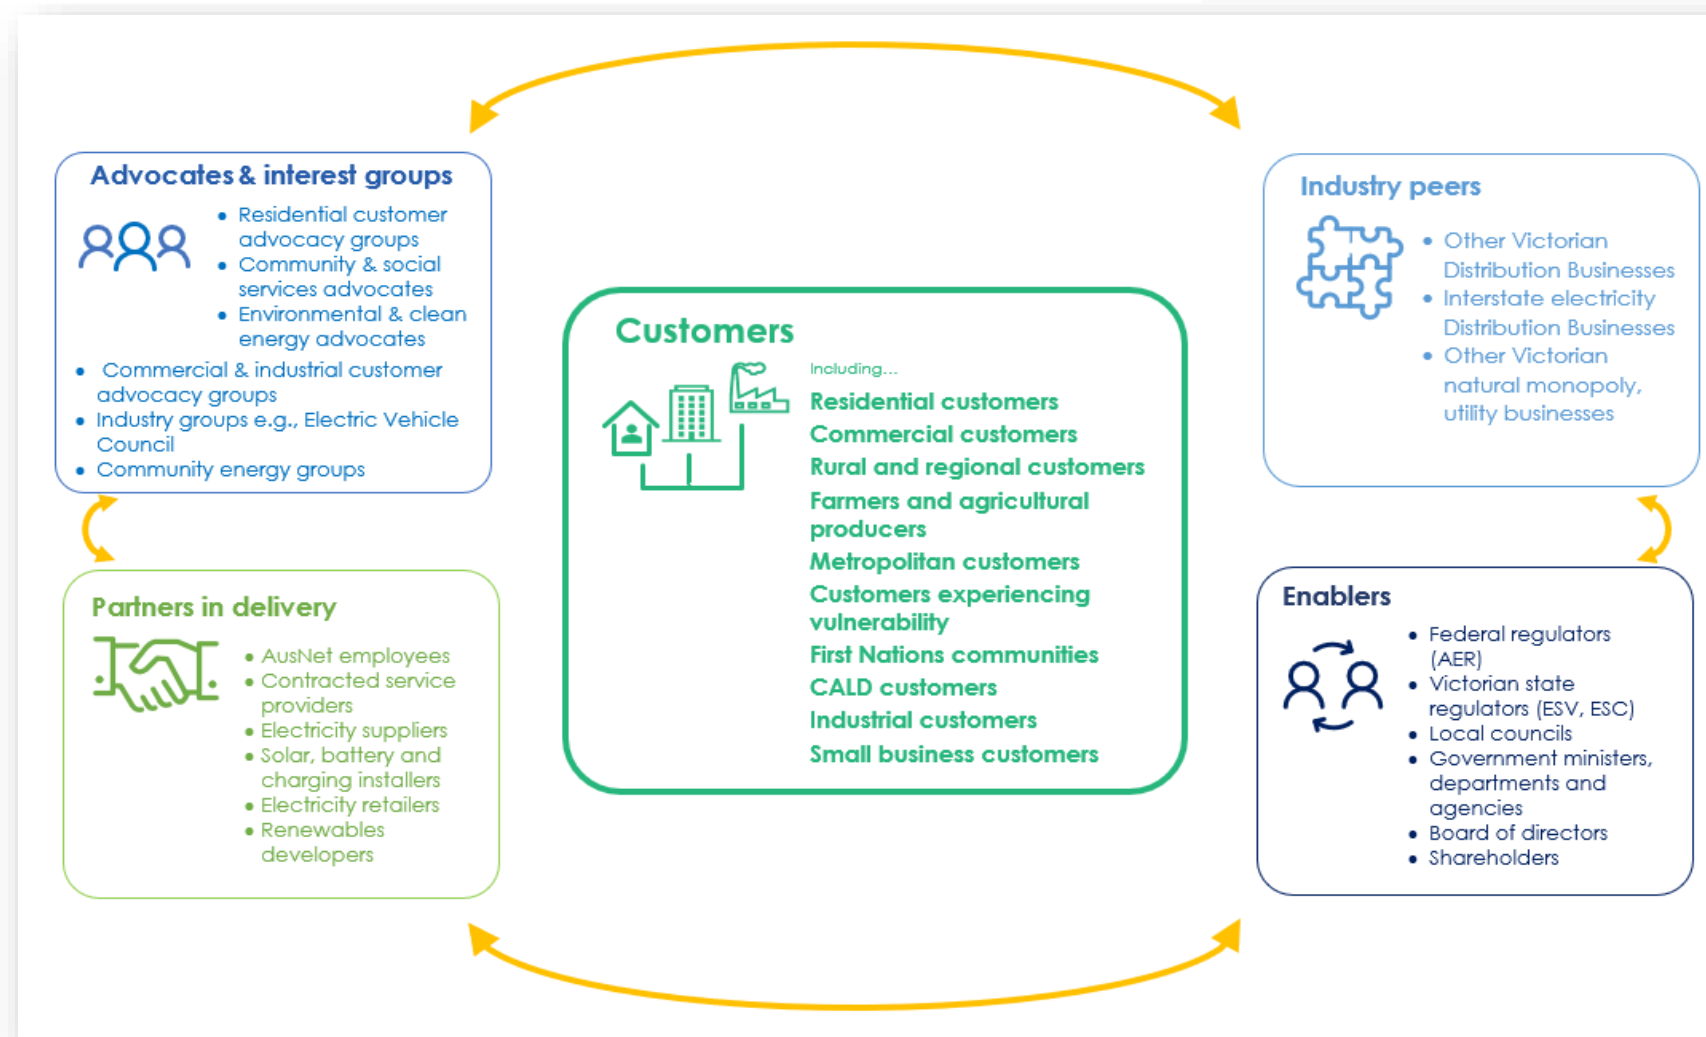 Advocates & interest groups
• Residential customer
advocacy groups
• Community & social
services advocates
• Environmental & clean
energy advocates
• Commercial & industrial customer
advocacy groups
• Industry groups e.g., Electric Vehicle
Council
• Community energy groups
Industry peers
• Other Victorian
Distribution Businesses
• Interstate electricity
Distribution Businesses
• Other Victorian
natural monopoly,
utility businesses
Customers
Including...
Residential customers
Commercial customers
Rural and regional customers
Farmers and agricultural
producers
Metropolitan customers
Customers experiencing
vulnerability
First Nations communities
CALD customers
Industrial customers
Small business customers
Partners in delivery
• AusNet employees
• Contracted service
providers
• Electricity suppliers
• Solar, battery and
charging installers
• Electricity retailers
• Renewables
developers
Enablers
• Federal regulators
(AER)
• Victorian state
regulators (ESV, ESC)
• Local councils
• Government ministers,
departments and
agencies
• Board of directors
• Shareholders